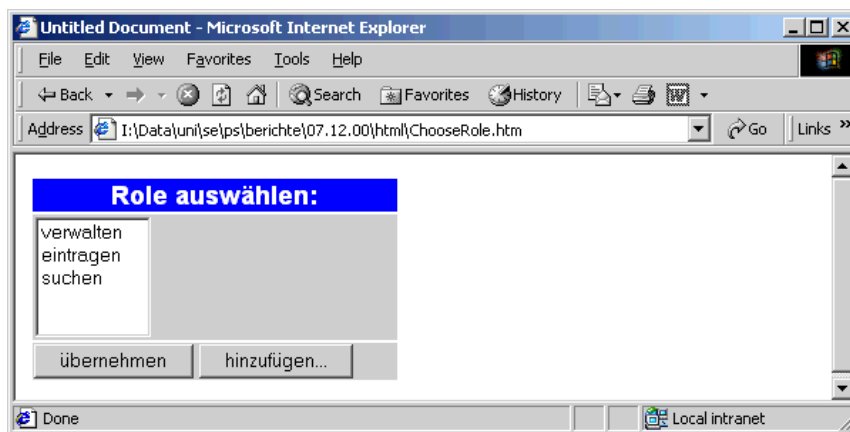 Untitled Document - Microsoft Internet Explorer
File Edit View Favorites Tools Help
Back Search Favorites History
Address I:\Data\uni\se\ps\berichte\07.12.00\html\ChooseRole.htm Go Links »
Role auswählen:
verwalten
eintragen
suchen
übernehmen hinzufügen...
Done Local intranet